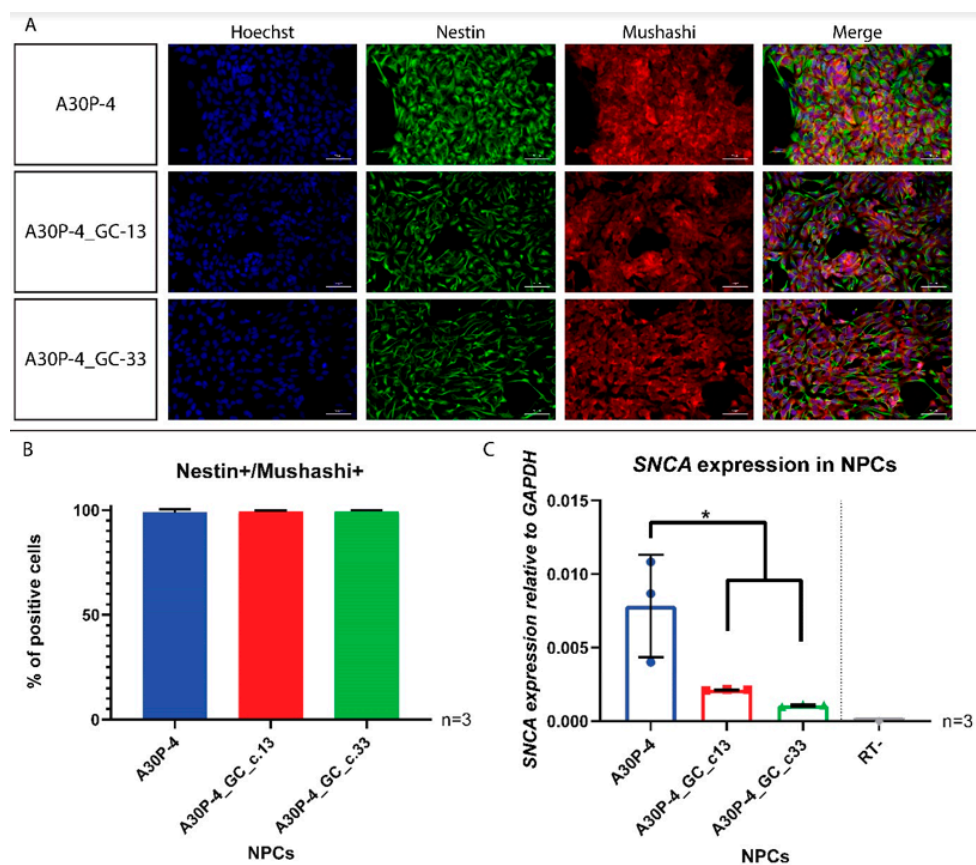 A
Hoechst Nestin Mushashi Merge
A30P-4
A30P-4_GC-13
A30P-4_GC-33
B
Nestin+/Mushashi+
% of positive cells
100
50
0
A30P-4
A30P-4_GC_c.13
A30P-4_GC_c.33
n=3
NPCs
C
SNCA expression in NPCs
SNCA expression relative to GAPDH
0.015
0.010
0.005
0.000
*
A30P-4
A30P-4_GC_c13
A30P-4_GC_c33
RT-
n=3
NPCs